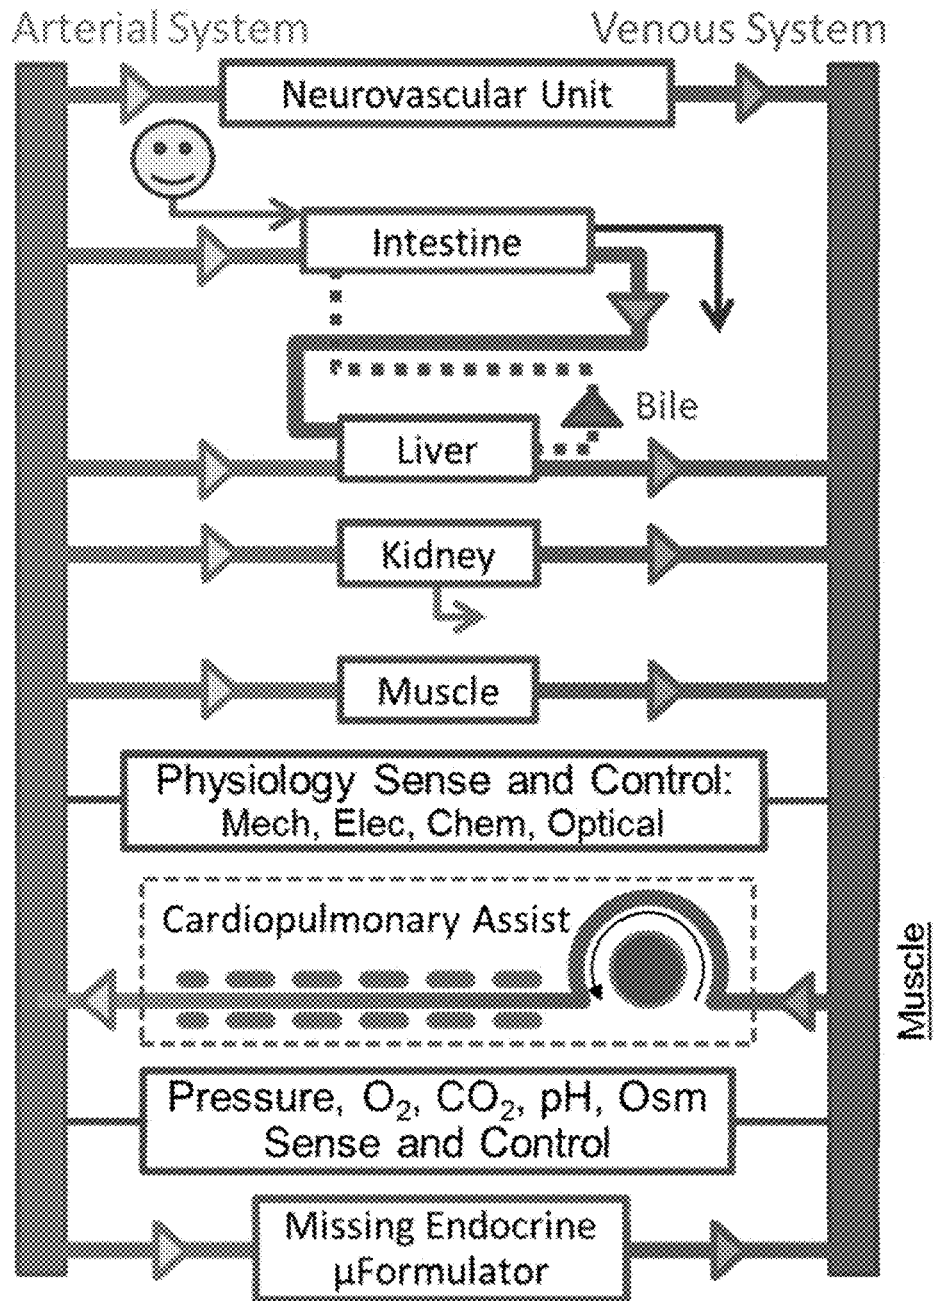 Arterial System
Venous System
Neurovascular Unit
Intestine
Bile
Liver
Kidney
Muscle
Physiology Sense and Control:
Mech, Elec, Chem, Optical
Cardiopulmonary Assist
Muscle
Pressure, O₂, CO₂, pH, Osm
Sense and Control
Missing Endocrine
µFormulator